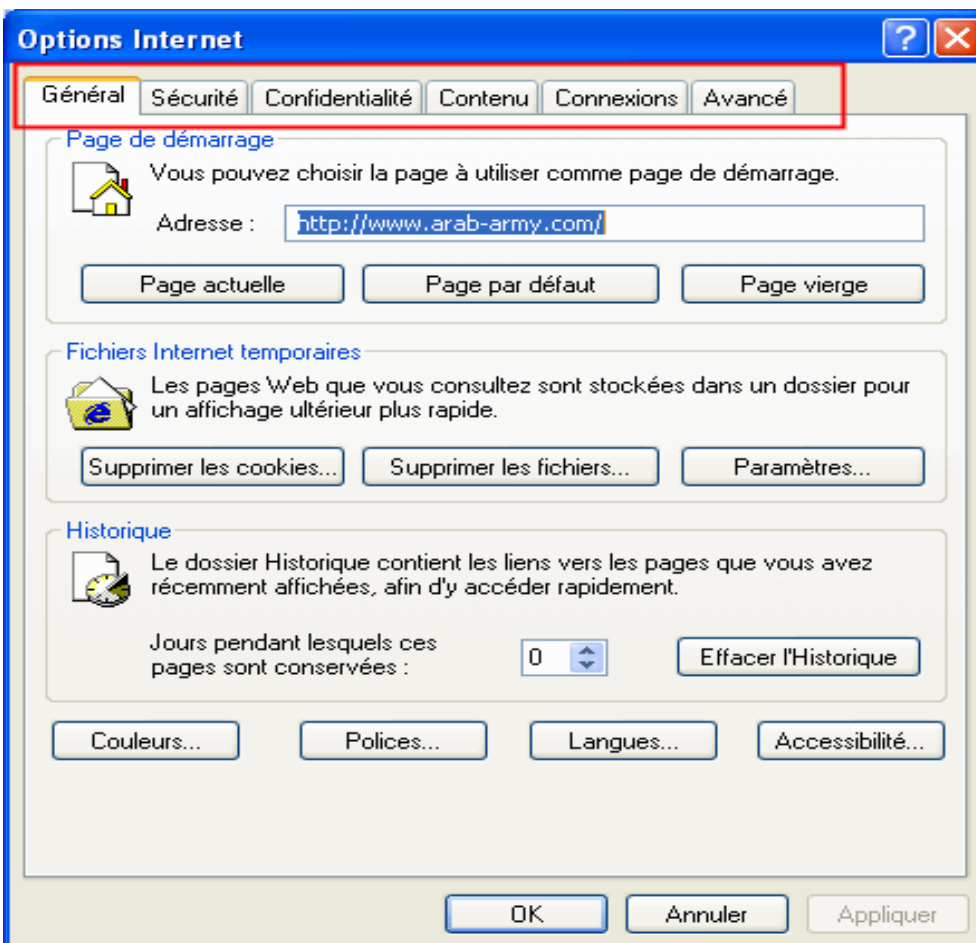 Options Internet
Général Sécurité Confidentialité Contenu Connexions Avancé
Page de démarrage
Vous pouvez choisir la page à utiliser comme page de démarrage.
Adresse : http://www.arab-army.com/
Page actuelle Page par défaut Page vierge
Fichiers Internet temporaires
Les pages Web que vous consultez sont stockées dans un dossier pour
un affichage ultérieur plus rapide.
Supprimer les cookies... Supprimer les fichiers... Paramètres...
Historique
Le dossier Historique contient les liens vers les pages que vous avez
récemment affichées, afin d'y accéder rapidement.
Jours pendant lesquels ces
pages sont conservées : 0 Effacer l'Historique
Couleurs... Polices... Langues... Accessibilité...
OK Annuler Appliquer